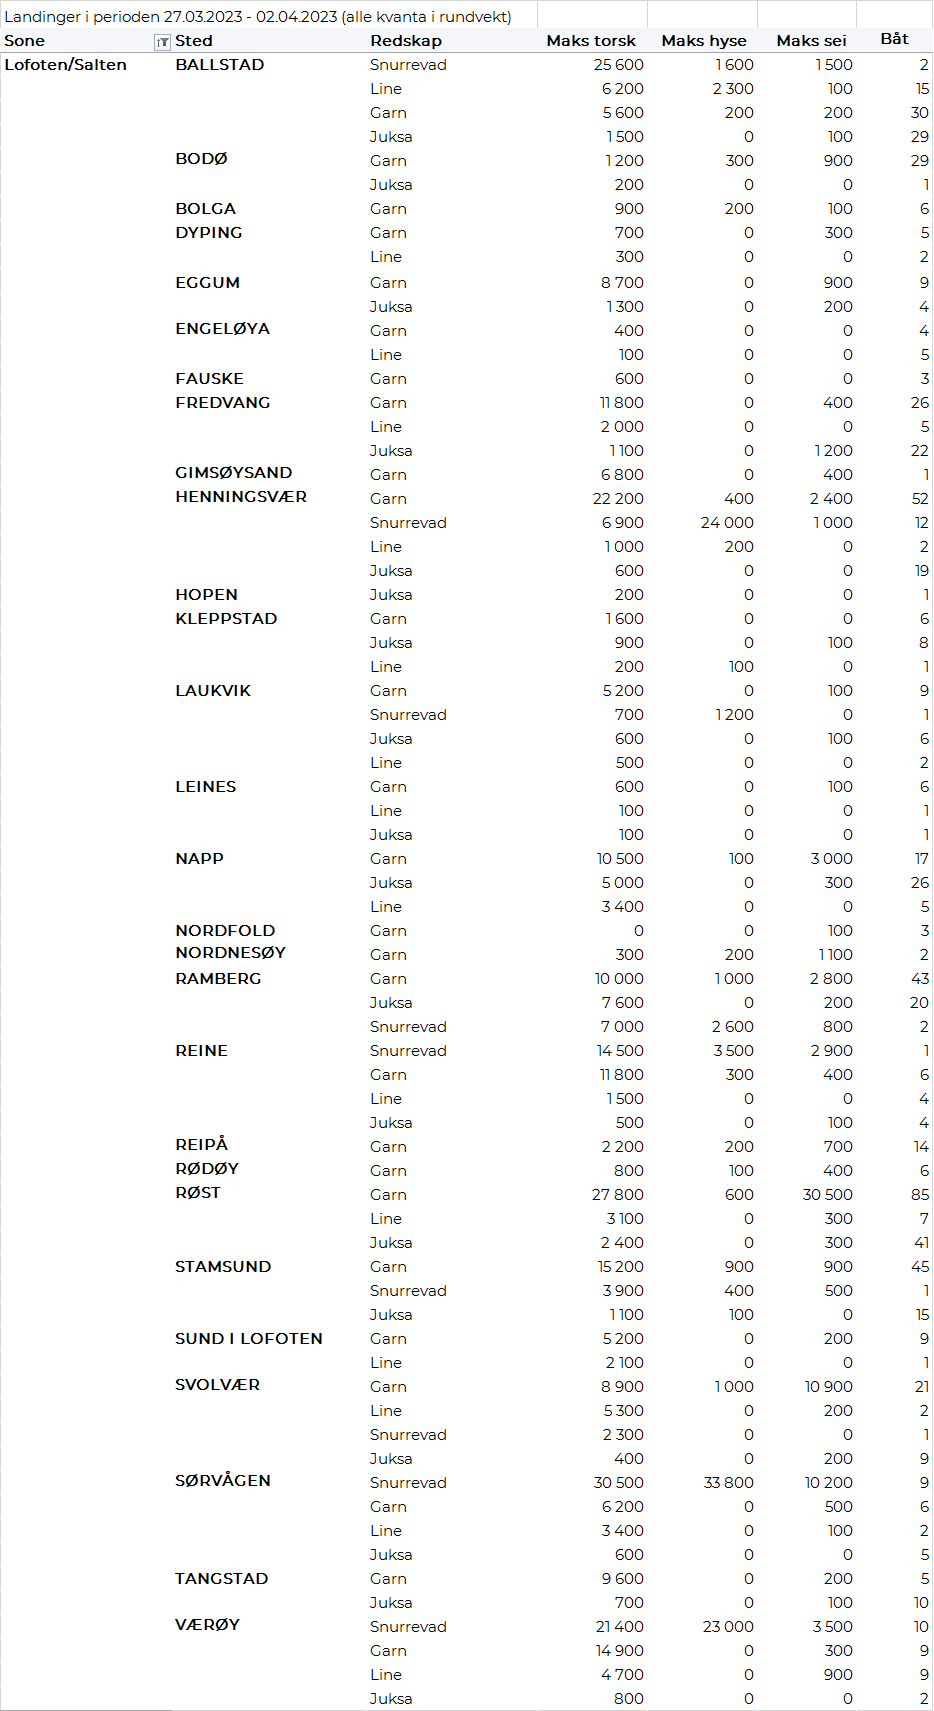 Landinger i perioden 27.03.2023 - 02.04.2023 (alle kvanta i rundvekt)
Sone Sted Redskap Maks torsk Maks hyse Maks sei Båt
Lofoten/Salten BALLSTAD Snurrevad 25 600 1 600 1 500 2
Line 6 200 2 300 100 15
Garn 5 600 200 200 30
Juksa 1 500 0 100 29
BODØ Garn 1 200 300 900 29
Juksa 200 0 0 1
BOLGA Garn 900 200 100 6
DYPING Garn 700 0 300 5
Line 300 0 0 2
EGGUM Garn 8 700 0 900 9
Juksa 1 300 0 200 4
ENGELØYA Garn 400 0 0 4
Line 100 0 0 5
FAUSKE Garn 600 0 0 3
FREDVANG Garn 11 800 0 400 26
Line 2 000 0 0 5
Juksa 1 100 0 1 200 22
GIMSØYSAND Garn 6 800 0 400 1
HENNINGSVÆR Garn 22 200 400 2 400 52
Snurrevad 6 900 24 000 1 000 12
Line 1 000 200 0 2
Juksa 600 0 0 19
HOPEN Juksa 200 0 0 1
KLEPPSTAD Garn 1 600 0 0 6
Juksa 900 0 100 8
Line 200 100 0 1
LAUKVIK Garn 5 200 0 100 9
Snurrevad 700 1 200 0 1
Juksa 600 0 100 6
Line 500 0 0 2
LEINES Garn 600 0 100 6
Line 100 0 0 1
Juksa 100 0 0 1
NAPP Garn 10 500 100 3 000 17
Juksa 5 000 0 300 26
Line 3 400 0 0 5
NORDFOLD Garn 0 0 100 3
NORDNESØY Garn 300 200 1 100 2
RAMBERG Garn 10 000 1 000 2 800 43
Juksa 7 600 0 200 20
Snurrevad 7 000 2 600 800 2
REINE Snurrevad 14 500 3 500 2 900 1
Garn 11 800 300 400 6
Line 1 500 0 0 4
Juksa 500 0 100 4
REIPÅ Garn 2 200 200 700 14
RØDØY Garn 800 100 400 6
RØST Garn 27 800 600 30 500 85
Line 3 100 0 300 7
Juksa 2 400 0 300 41
STAMSUND Garn 15 200 900 900 45
Snurrevad 3 900 400 500 1
Juksa 1 100 100 0 15
SUND I LOFOTEN Garn 5 200 0 200 9
Line 2 100 0 0 1
SVOLVÆR Garn 8 900 1 000 10 900 21
Line 5 300 0 200 2
Snurrevad 2 300 0 0 1
Juksa 400 0 200 9
SØRVÅGEN Snurrevad 30 500 33 800 10 200 9
Garn 6 200 0 500 6
Line 3 400 0 100 2
Juksa 600 0 0 5
TANGSTAD Garn 9 600 0 200 5
Juksa 700 0 100 10
VÆRØY Snurrevad 21 400 23 000 3 500 10
Garn 14 900 0 300 9
Line 4 700 0 900 9
Juksa 800 0 0 2